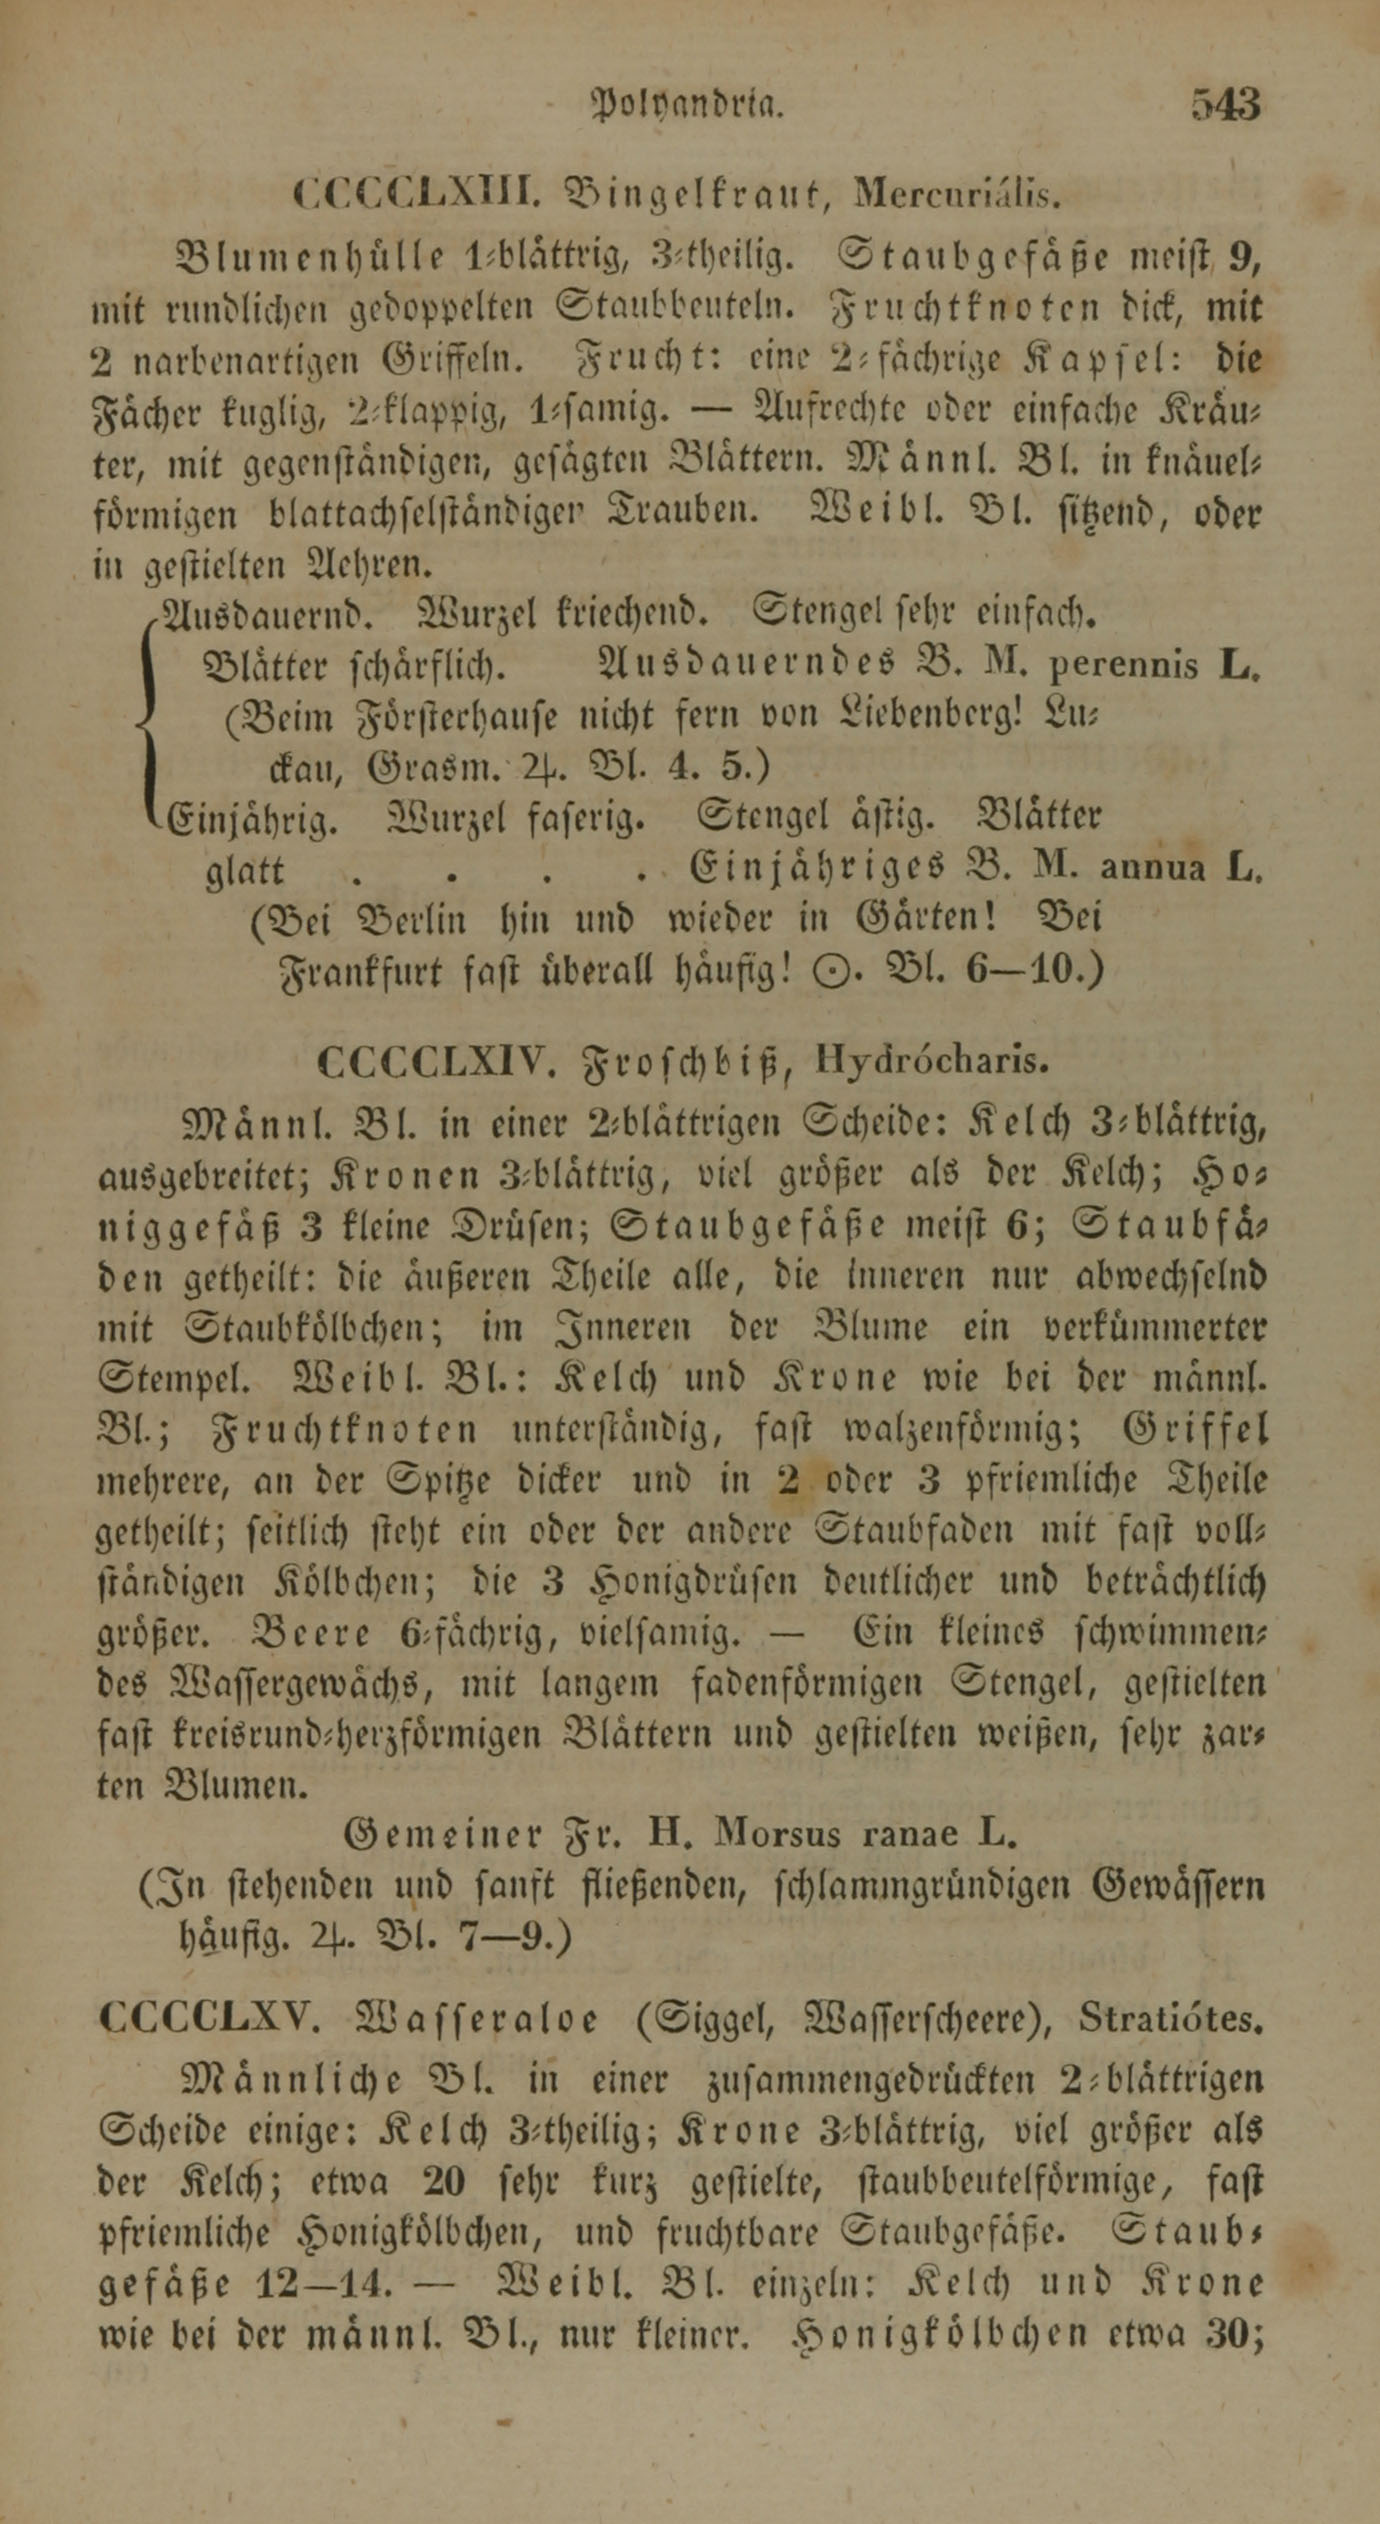 Polyandria. 543
CCCCCLXIII. Bingelkraut, Mercuriális.
Blumenhülle 1-blättrig, 3-theilig. Staubgefäße meist 9,
mit rundlichen gedoppelten Staubbeuteln. Fruchtknoten dick, mit
2 narbenartigen Griffeln. Frucht: eine 2-fächrige Kapsel: die
Fächer kuglig, 2-klappig, 1-samig. — Aufrechte oder einfache Kräu-
ter, mit gegenständigen, gesägten Blättern. Männl. Bl. in knäuel-
förmigen blattachselständigen Trauben. Weibl. Bl. sitzend, oder
in gestielten Aehren.
Ausdauernd. Wurzel kriechend. Stengel sehr einfach.
Blätter schärflich. Ausdauerndes B. M. perennis L.
(Beim Försterhause nicht fern von Liebenberg! Lu-
ckau, Grasm. ♃. Bl. 4. 5.)
Einjährig. Wurzel faserig. Stengel ästig. Blätter
glatt . . . . Einjähriges B. M. annua L.
(Bei Berlin hin und wieder in Gärten! Bei
Frankfurt fast überall häufig! ☉. Bl. 6—10.)
CCCCCLXIV. Froschbiß, Hydrócharis.
Männl. Bl. in einer 2-blättrigen Scheide: Kelch 3-blättrig,
ausgebreitet; Kronen 3-blättrig, viel größer als der Kelch; Ho-
niggefäß 3 kleine Drüsen; Staubgefäße meist 6; Staubfä-
den getheilt: die äußeren Theile alle, die inneren nur abwechselnd
mit Staubkölbchen; im Inneren der Blume ein verkümmerter
Stempel. Weibl. Bl.: Kelch und Krone wie bei der männl.
Bl.; Fruchtknoten unterständig, fast walzenförmig; Griffel
mehrere, an der Spitze dicker und in 2 oder 3 pfriemliche Theile
getheilt; seitlich steht ein oder der andere Staubfaden mit fast voll-
ständigen Kölbchen; die 3 Honigdrüsen deutlicher und beträchtlich
größer. Beere 6-fächrig, vielsamig. — Ein kleines schwimmen-
des Wassergewächs, mit langem fadenförmigen Stengel, gestielten
fast kreisrund-herzförmigen Blättern und gestielten weißen, sehr zar-
ten Blumen.
Gemeiner Fr. H. Morsus ranae L.
(In stehenden und sanft fließenden, schlammgründigen Gewässern
häufig. ♃. Bl. 7—9.)
CCCCCLXV. Wasseraloe (Siggel, Wasserscheere), Stratiótes.
Männliche Bl. in einer zusammengedrückten 2-blättrigen
Scheide einige: Kelch 3-theilig; Krone 3-blättrig, viel größer als
der Kelch; etwa 20 sehr kurz gestielte, staubbeutelförmige, fast
pfriemliche Honigkölbchen, und fruchtbare Staubgefäße. Staub-
gefäße 12—14. — Weibl. Bl. einzeln: Kelch und Krone
wie bei der männl. Bl., nur kleiner. Honigkölbchen etwa 30;